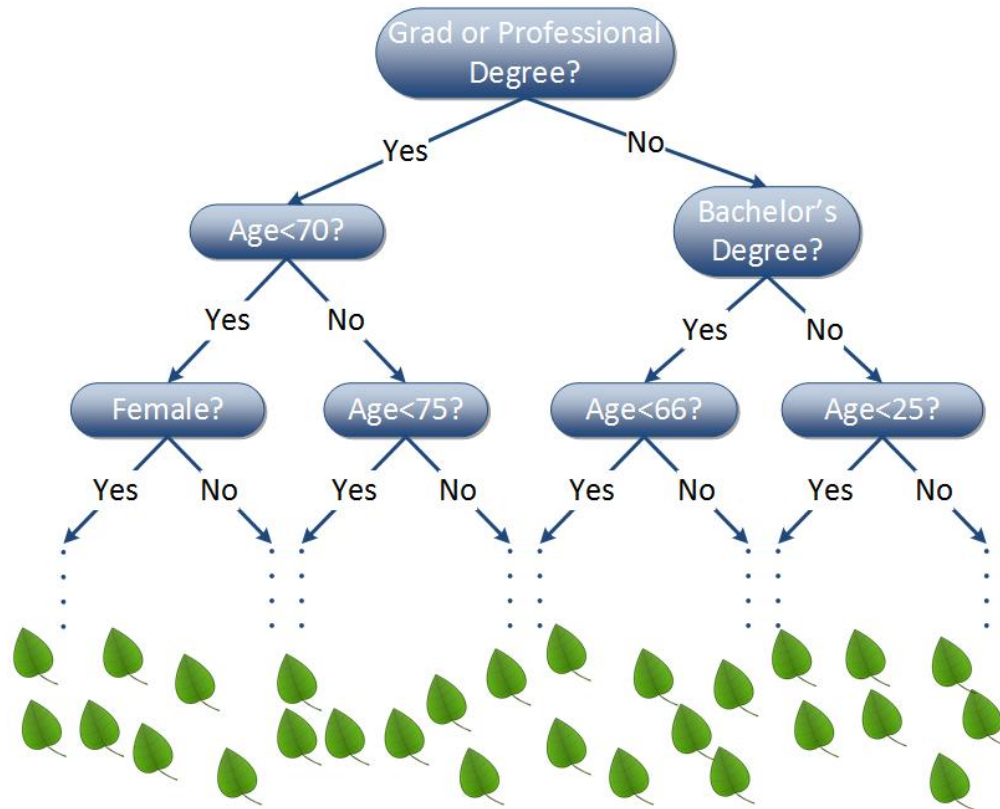 Grad or Professional
Degree?
Yes
No
Age<70?
Bachelor's
Degree?
Yes
No
Yes
No
Female?
Age<75?
Age<66?
Age<25?
Yes
No
Yes
No
Yes
No
Yes
No